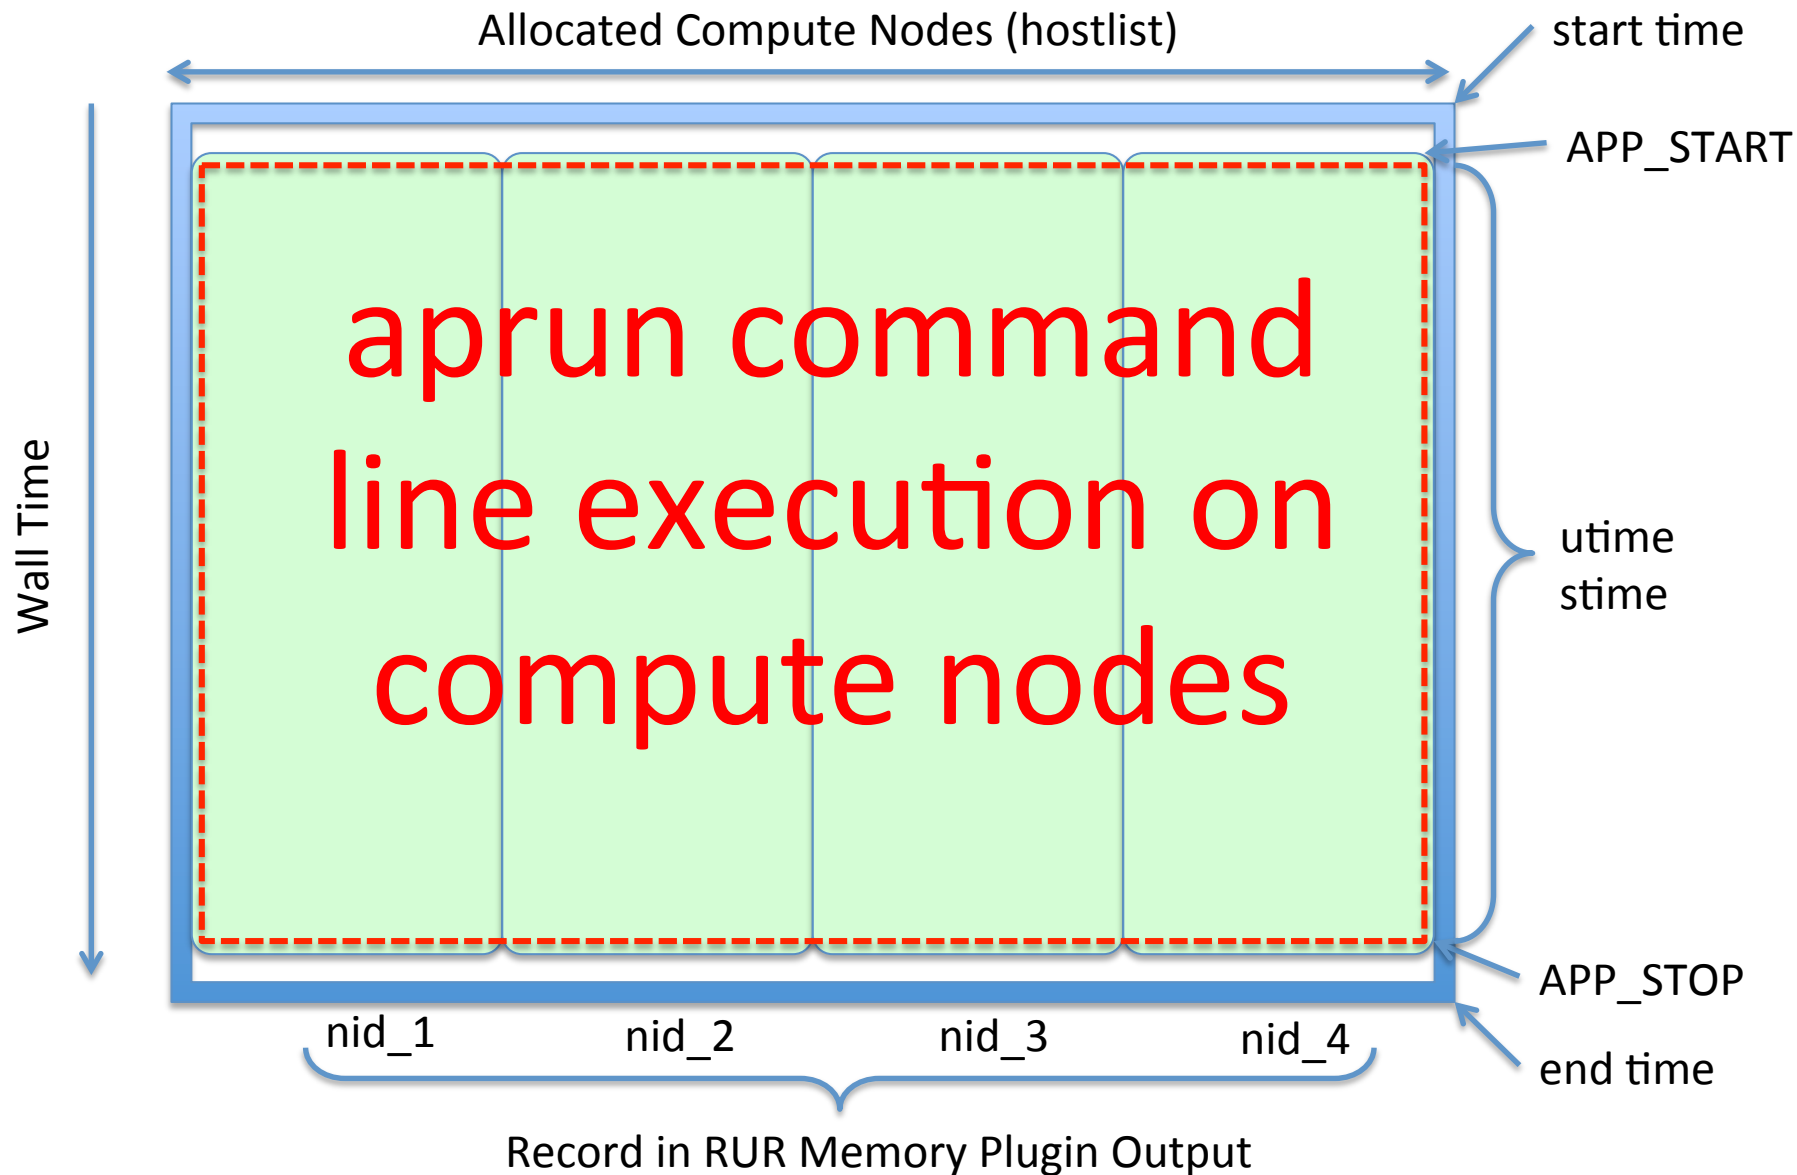 Allocated Compute Nodes (hostlist)
start time
APP_START
aprun command
line execution on
compute nodes
Wall Time
utime
stime
APP_STOP
nid_1
nid_2
nid_3
nid_4
end time
Record in RUR Memory Plugin Output